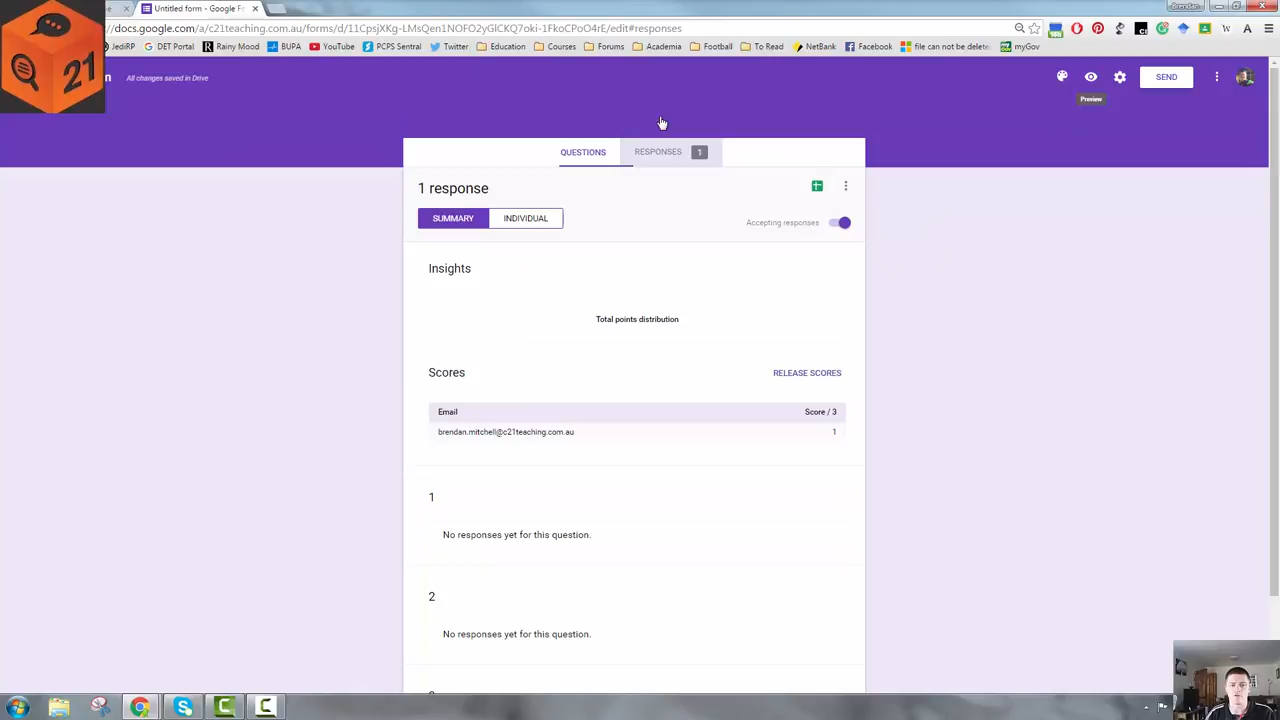 Untitled form - Google Fo
Brendan
docs.google.com/a/c21teaching.com.au/forms/d/11CpsjXKg-LMsQen1NOFO2yGlCKQ7oki-1FkoCPoO4rE/edit#responses
JediRP
DET Portal
Rainy Mood
BUPA
YouTube
PCPS Sentral
Twitter
Education
Courses
Forums
Academia
Football
To Read
NetBank
Facebook
file can not be delete
myGov
21
All changes saved in Drive
SEND
Preview
QUESTIONS
RESPONSES 1
1 response
SUMMARY
INDIVIDUAL
Accepting responses
Insights
Total points distribution
Scores
RELEASE SCORES
Email
Score / 3
brendan.mitchell@c21teaching.com.au
1
1
No responses yet for this question.
2
No responses yet for this question.